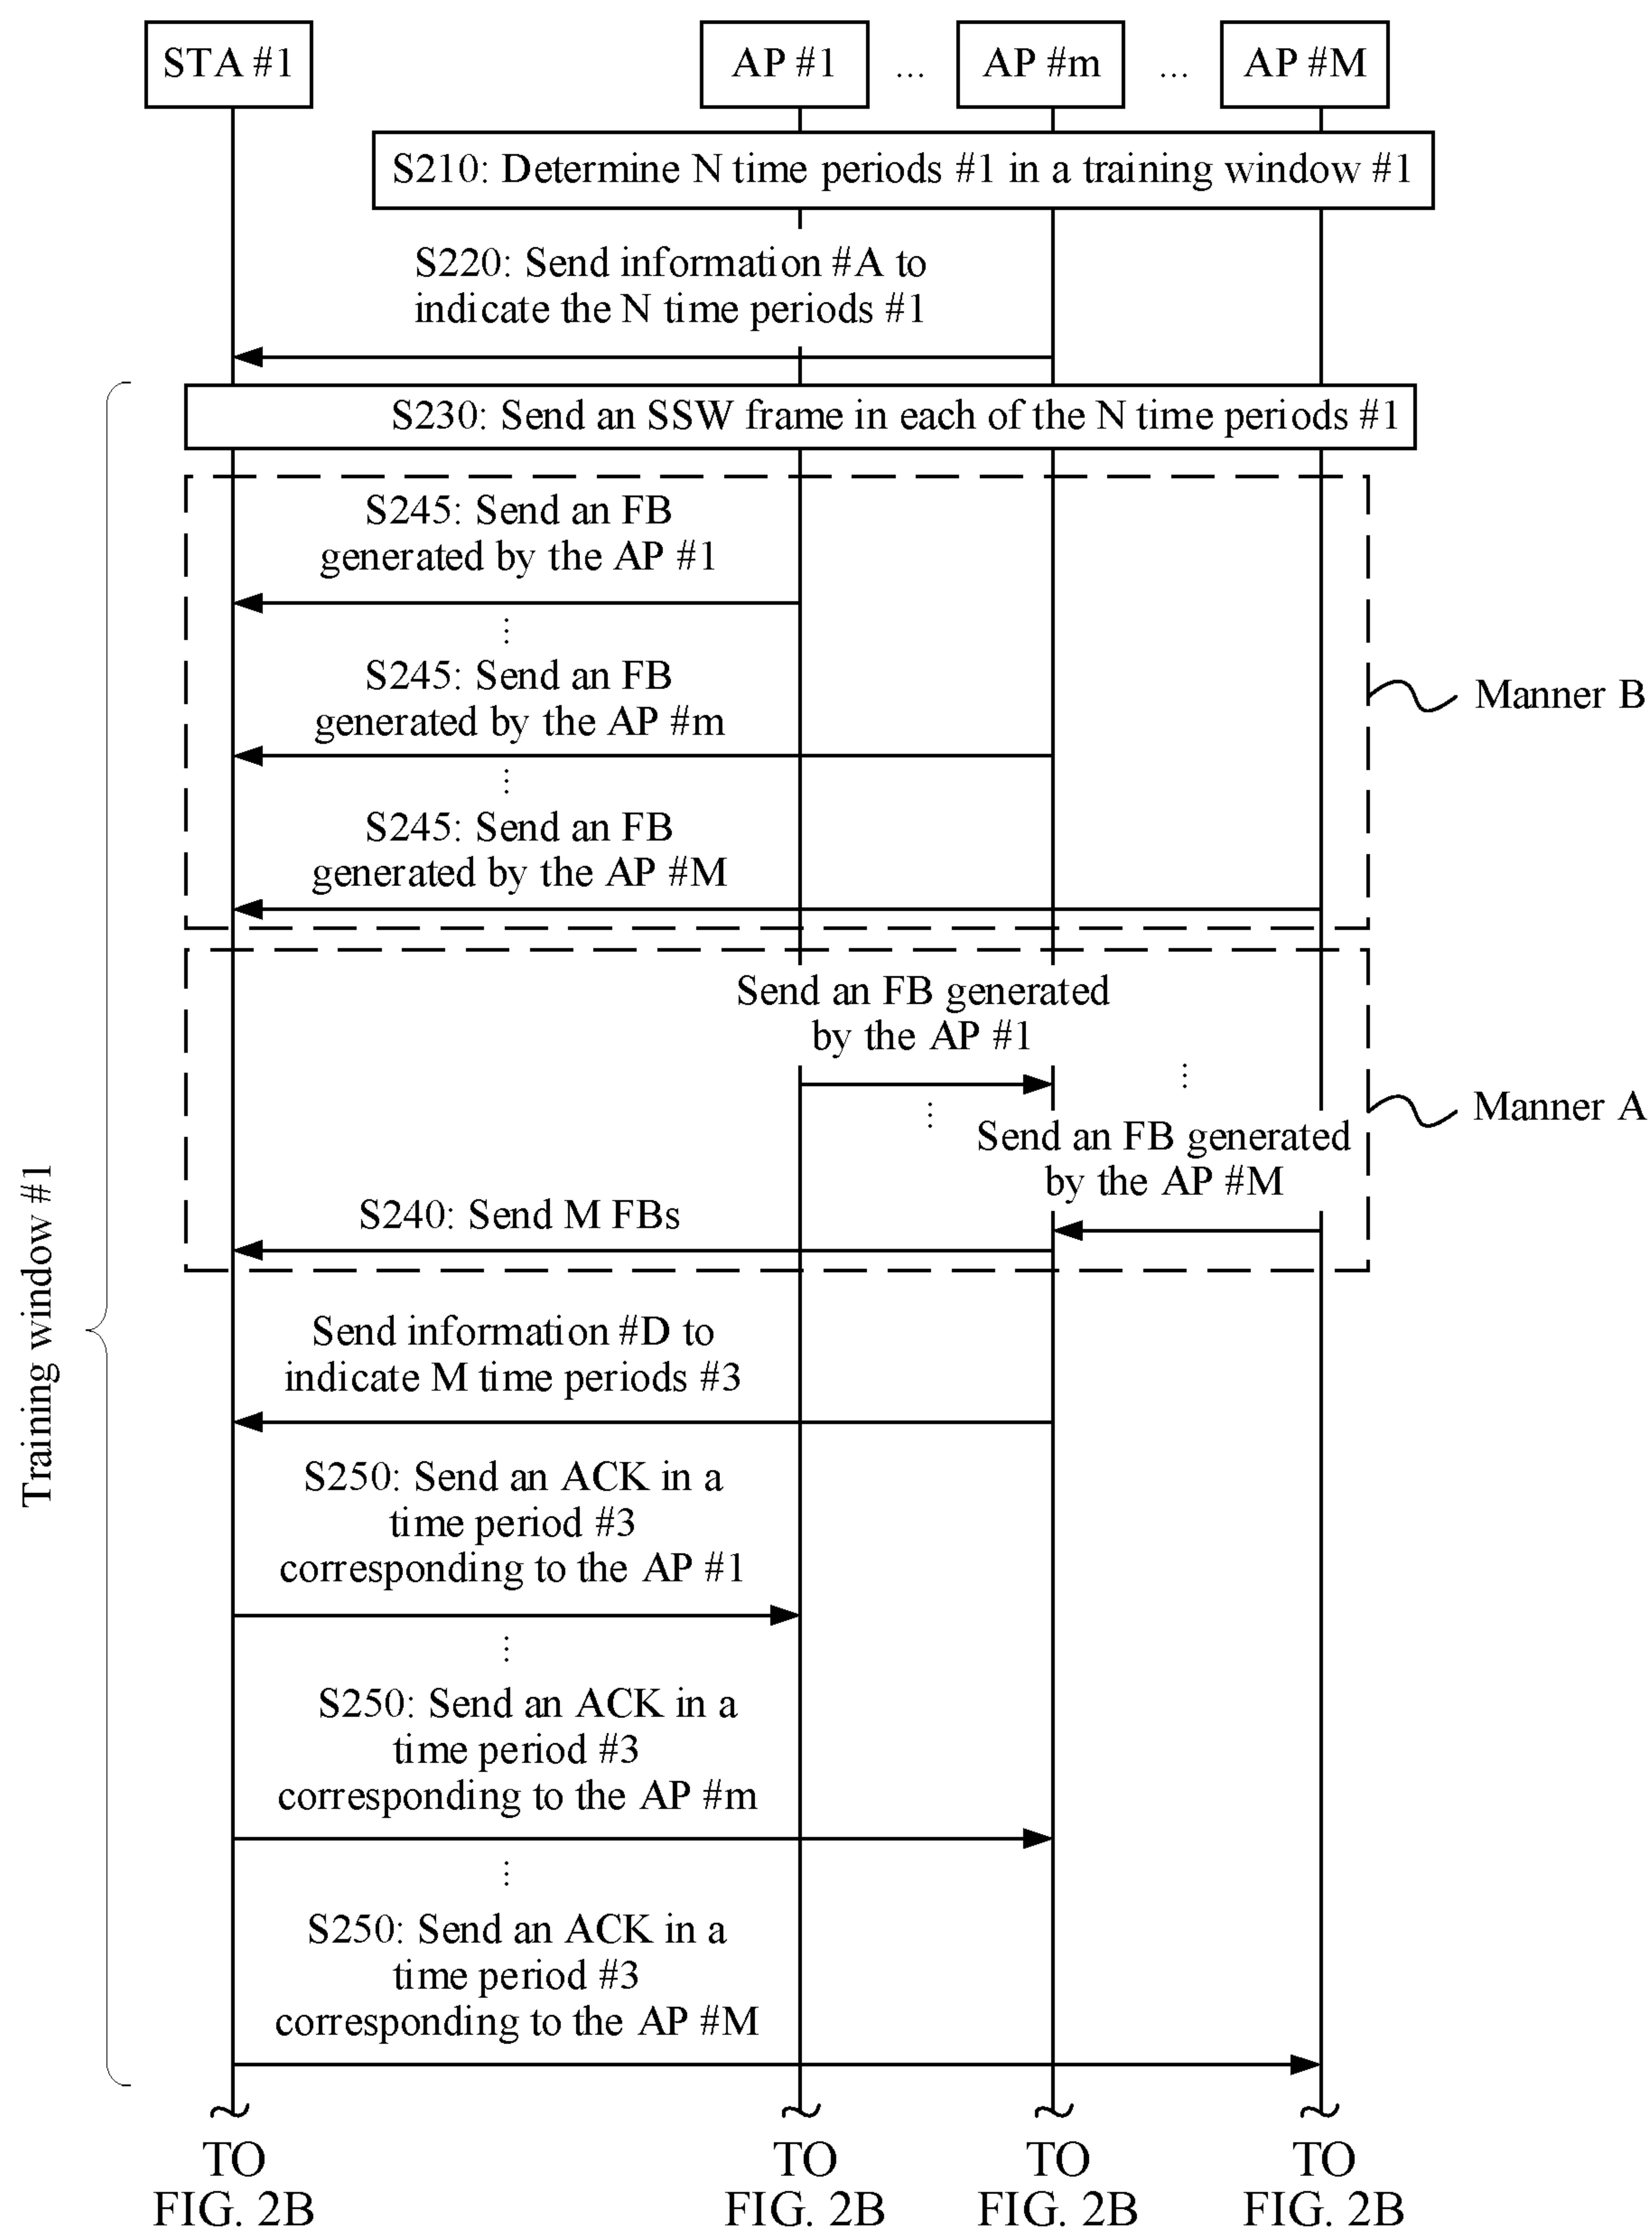 STA #1
AP #1
...
AP #m
...
AP #M
S210: Determine N time periods #1 in a training window #1
S220: Send information #A to
indicate the N time periods #1
S230: Send an SSW frame in each of the N time periods #1
S245: Send an FB
generated by the AP #1
...
S245: Send an FB
generated by the AP #m
...
S245: Send an FB
generated by the AP #M
Manner B
Send an FB generated
by the AP #1
...
...
Send an FB generated
by the AP #M
Manner A
S240: Send M FBs
Training window #1
Send information #D to
indicate M time periods #3
S250: Send an ACK in a
time period #3
corresponding to the AP #1
...
S250: Send an ACK in a
time period #3
corresponding to the AP #m
...
S250: Send an ACK in a
time period #3
corresponding to the AP #M
TO
FIG. 2B
TO
FIG. 2B
TO
FIG. 2B
TO
FIG. 2B